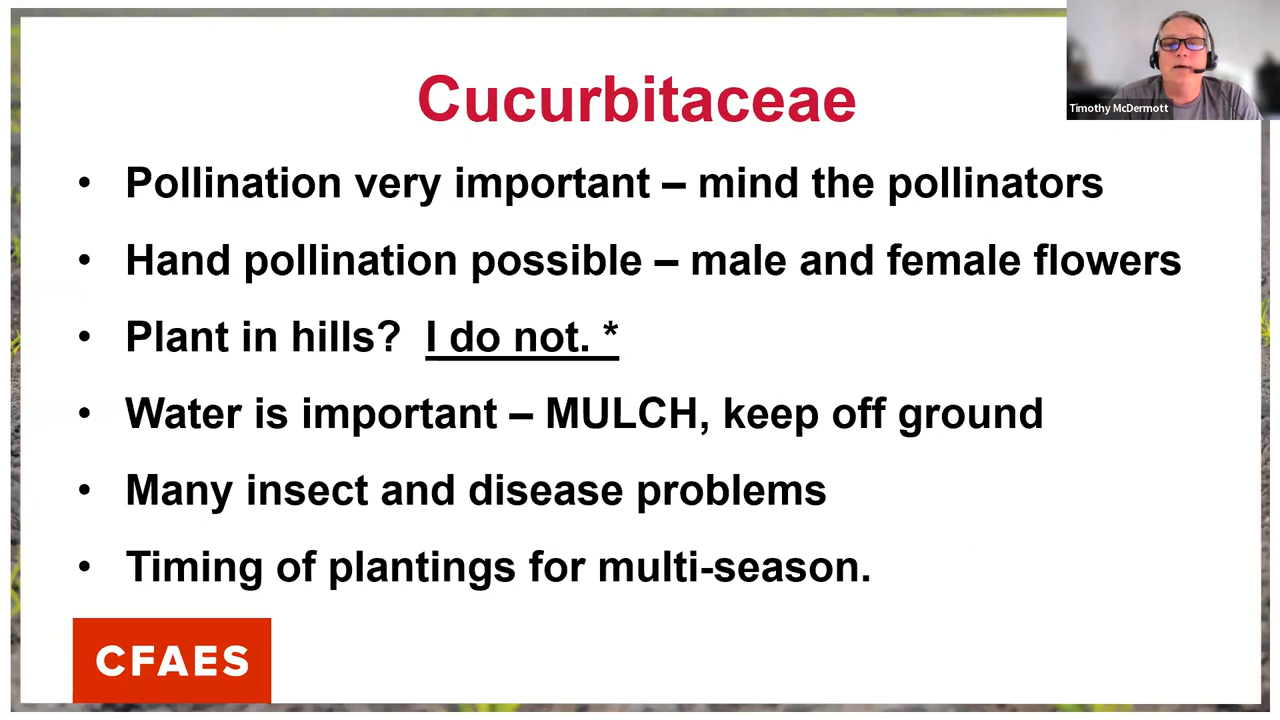 Cucurbitaceae
Timothy McDermott
• Pollination very important – mind the pollinators
• Hand pollination possible – male and female flowers
• Plant in hills?  I do not. *
• Water is important – MULCH, keep off ground
• Many insect and disease problems
• Timing of plantings for multi-season.
CFAES